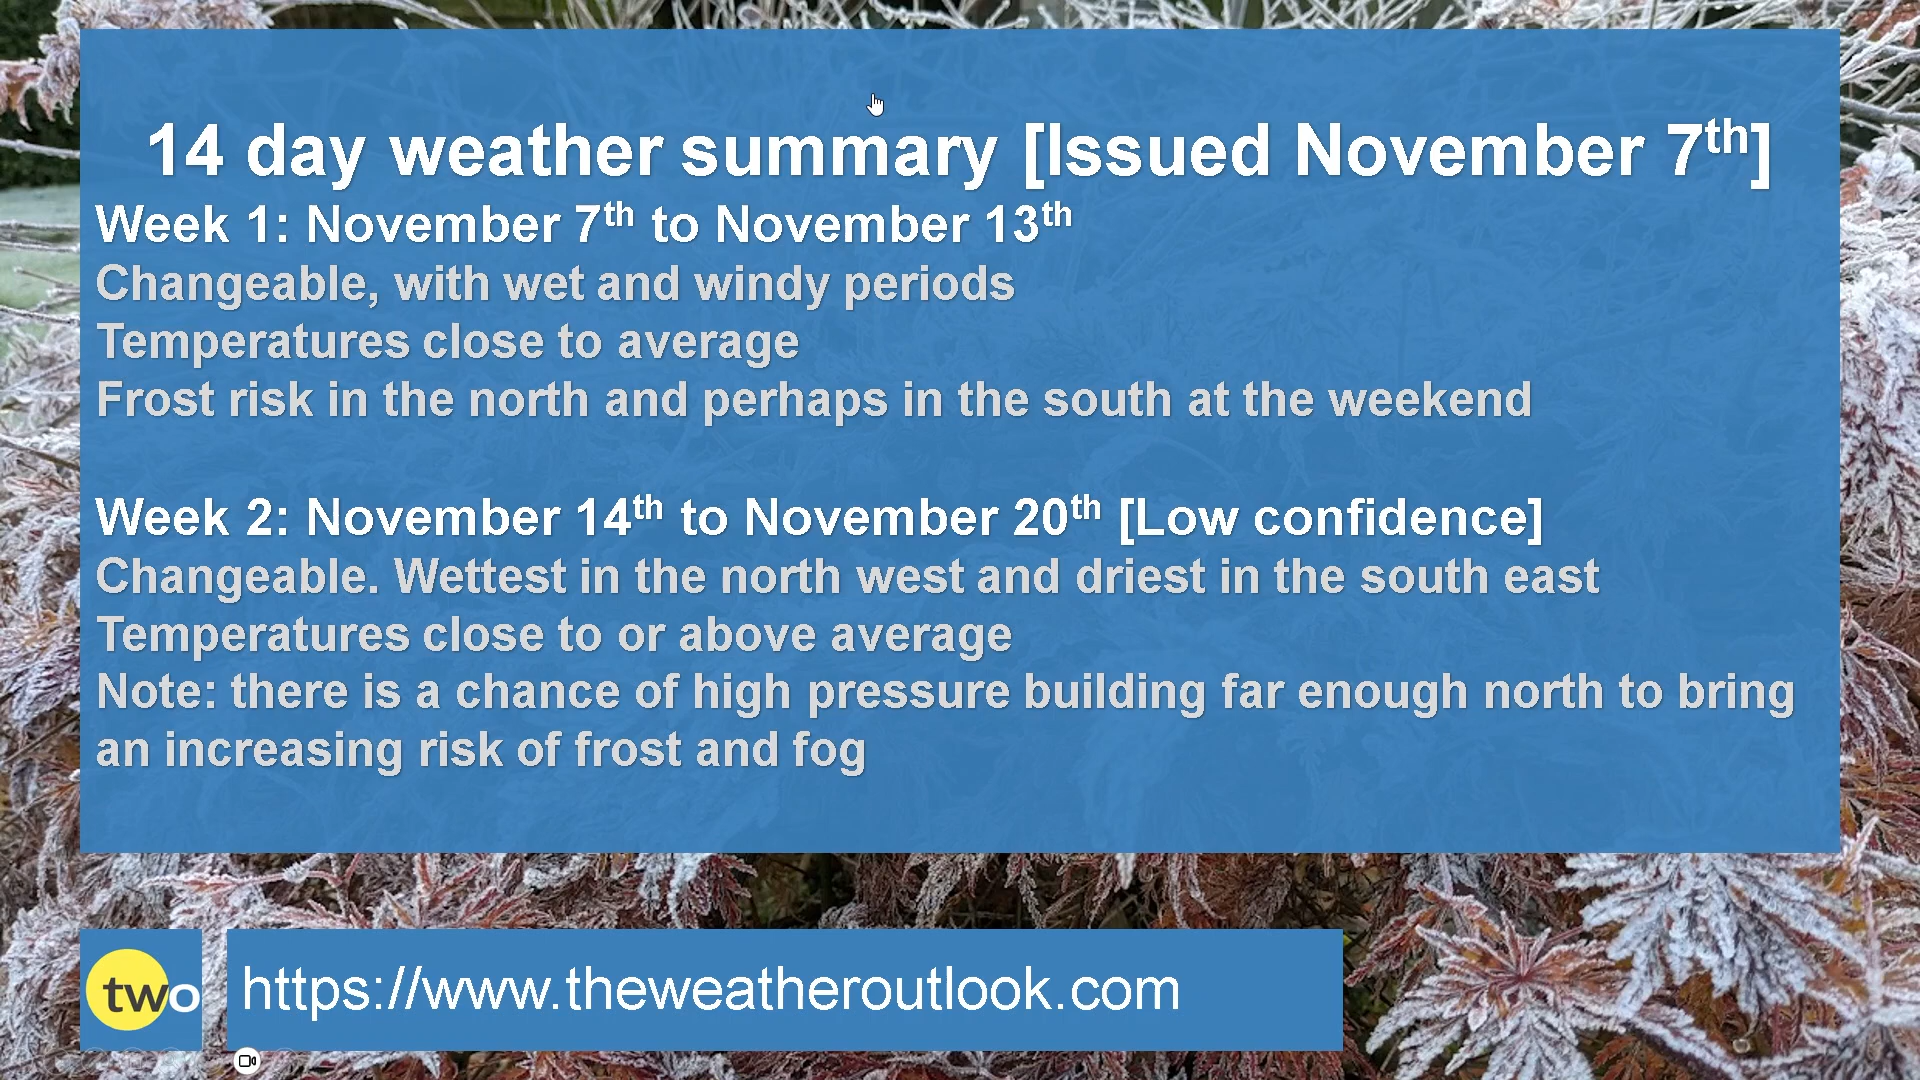 14 day weather summary [Issued November 7th]
Week 1: November 7th to November 13th
Changeable, with wet and windy periods
Temperatures close to average
Frost risk in the north and perhaps in the south at the weekend
Week 2: November 14th to November 20th [Low confidence]
Changeable. Wettest in the north west and driest in the south east
Temperatures close to or above average
Note: there is a chance of high pressure building far enough north to bring
an increasing risk of frost and fog
two
https://www.theweatheroutlook.com